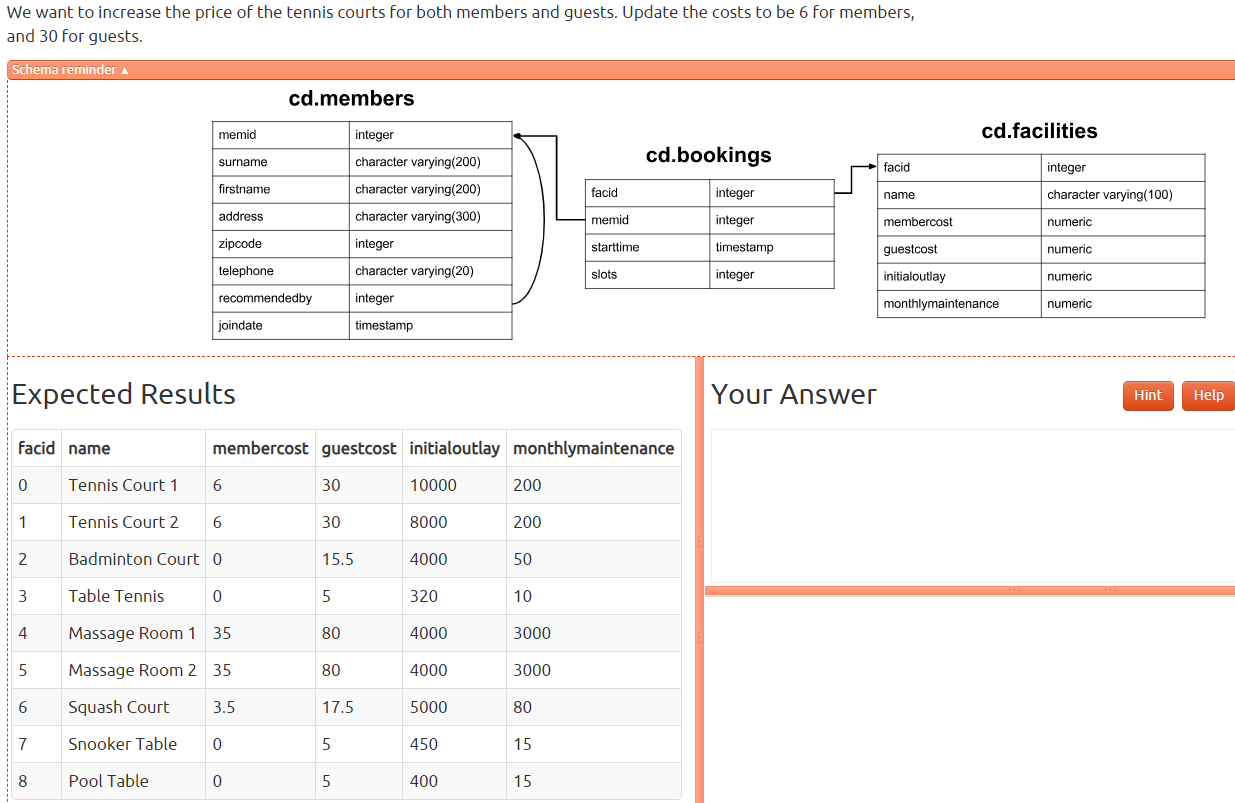 We want to increase the price of the tennis courts for both members and guests. Update the costs to be 6 for members,
and 30 for guests.
Schema reminder ▲
cd.members
memid integer
surname character varying(200)
firstname character varying(200)
address character varying(300)
zipcode integer
telephone character varying(20)
recommendedby integer
joindate timestamp
cd.bookings
facid integer
memid integer
starttime timestamp
slots integer
cd.facilities
facid integer
name character varying(100)
membercost numeric
guestcost numeric
initialoutlay numeric
monthlymaintenance numeric
Expected Results
facid name membercost guestcost initialoutlay monthlymaintenance
0 Tennis Court 1 6 30 10000 200
1 Tennis Court 2 6 30 8000 200
2 Badminton Court 0 15.5 4000 50
3 Table Tennis 0 5 320 10
4 Massage Room 1 35 80 4000 3000
5 Massage Room 2 35 80 4000 3000
6 Squash Court 3.5 17.5 5000 80
7 Snooker Table 0 5 450 15
8 Pool Table 0 5 400 15
Your Answer
Hint Help